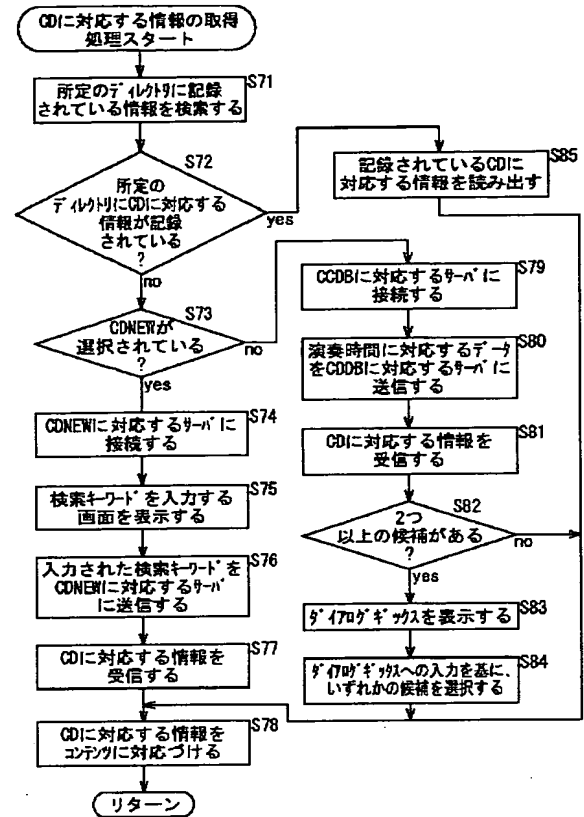 CDに対応する情報の取得
処理スタート
S71
所定のディレクトリに記録
されている情報を検索する
S72
所定の
ディレクトリにCDに対応する
情報が記録
されている
?
yes
no
S85
記録されているCDに
対応する情報を読み出す
S73
CDNEWが
選択されている
?
no
yes
S74
CDNEWに対応するサーバに
接続する
S75
検索キーワードを入力する
画面を表示する
S76
入力された検索キーワードを
CDNEWに対応するサーバ
に送信する
S77
CDに対応する情報を
受信する
S79
CCDBに対応するサーバに
接続する
S80
演奏時間に対応するデータ
をCDDBに対応するサーバに
送信する
S81
CDに対応する情報を
受信する
S82
2つ
以上の候補がある
?
no
yes
S83
ダイアログギックスを表示する
S84
ダイアログギックスへの入力を基に、
いずれかの候補を選択する
S78
CDに対応する情報を
コンテンツに対応づける
リターン